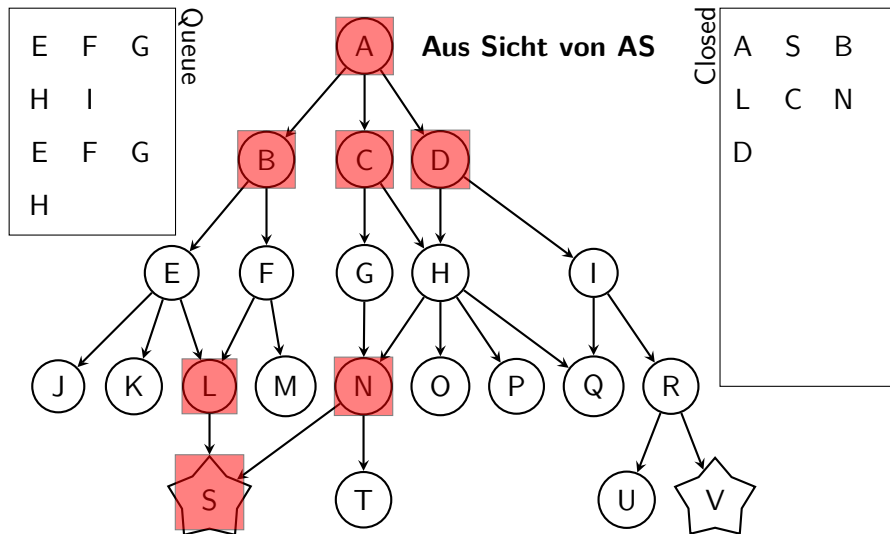 Queue
E F G
H I
E F G
H
Aus Sicht von AS
Closed
A S B
L C N
D
A
B C D
E F G H I
J K L M N O P Q R
S T U V